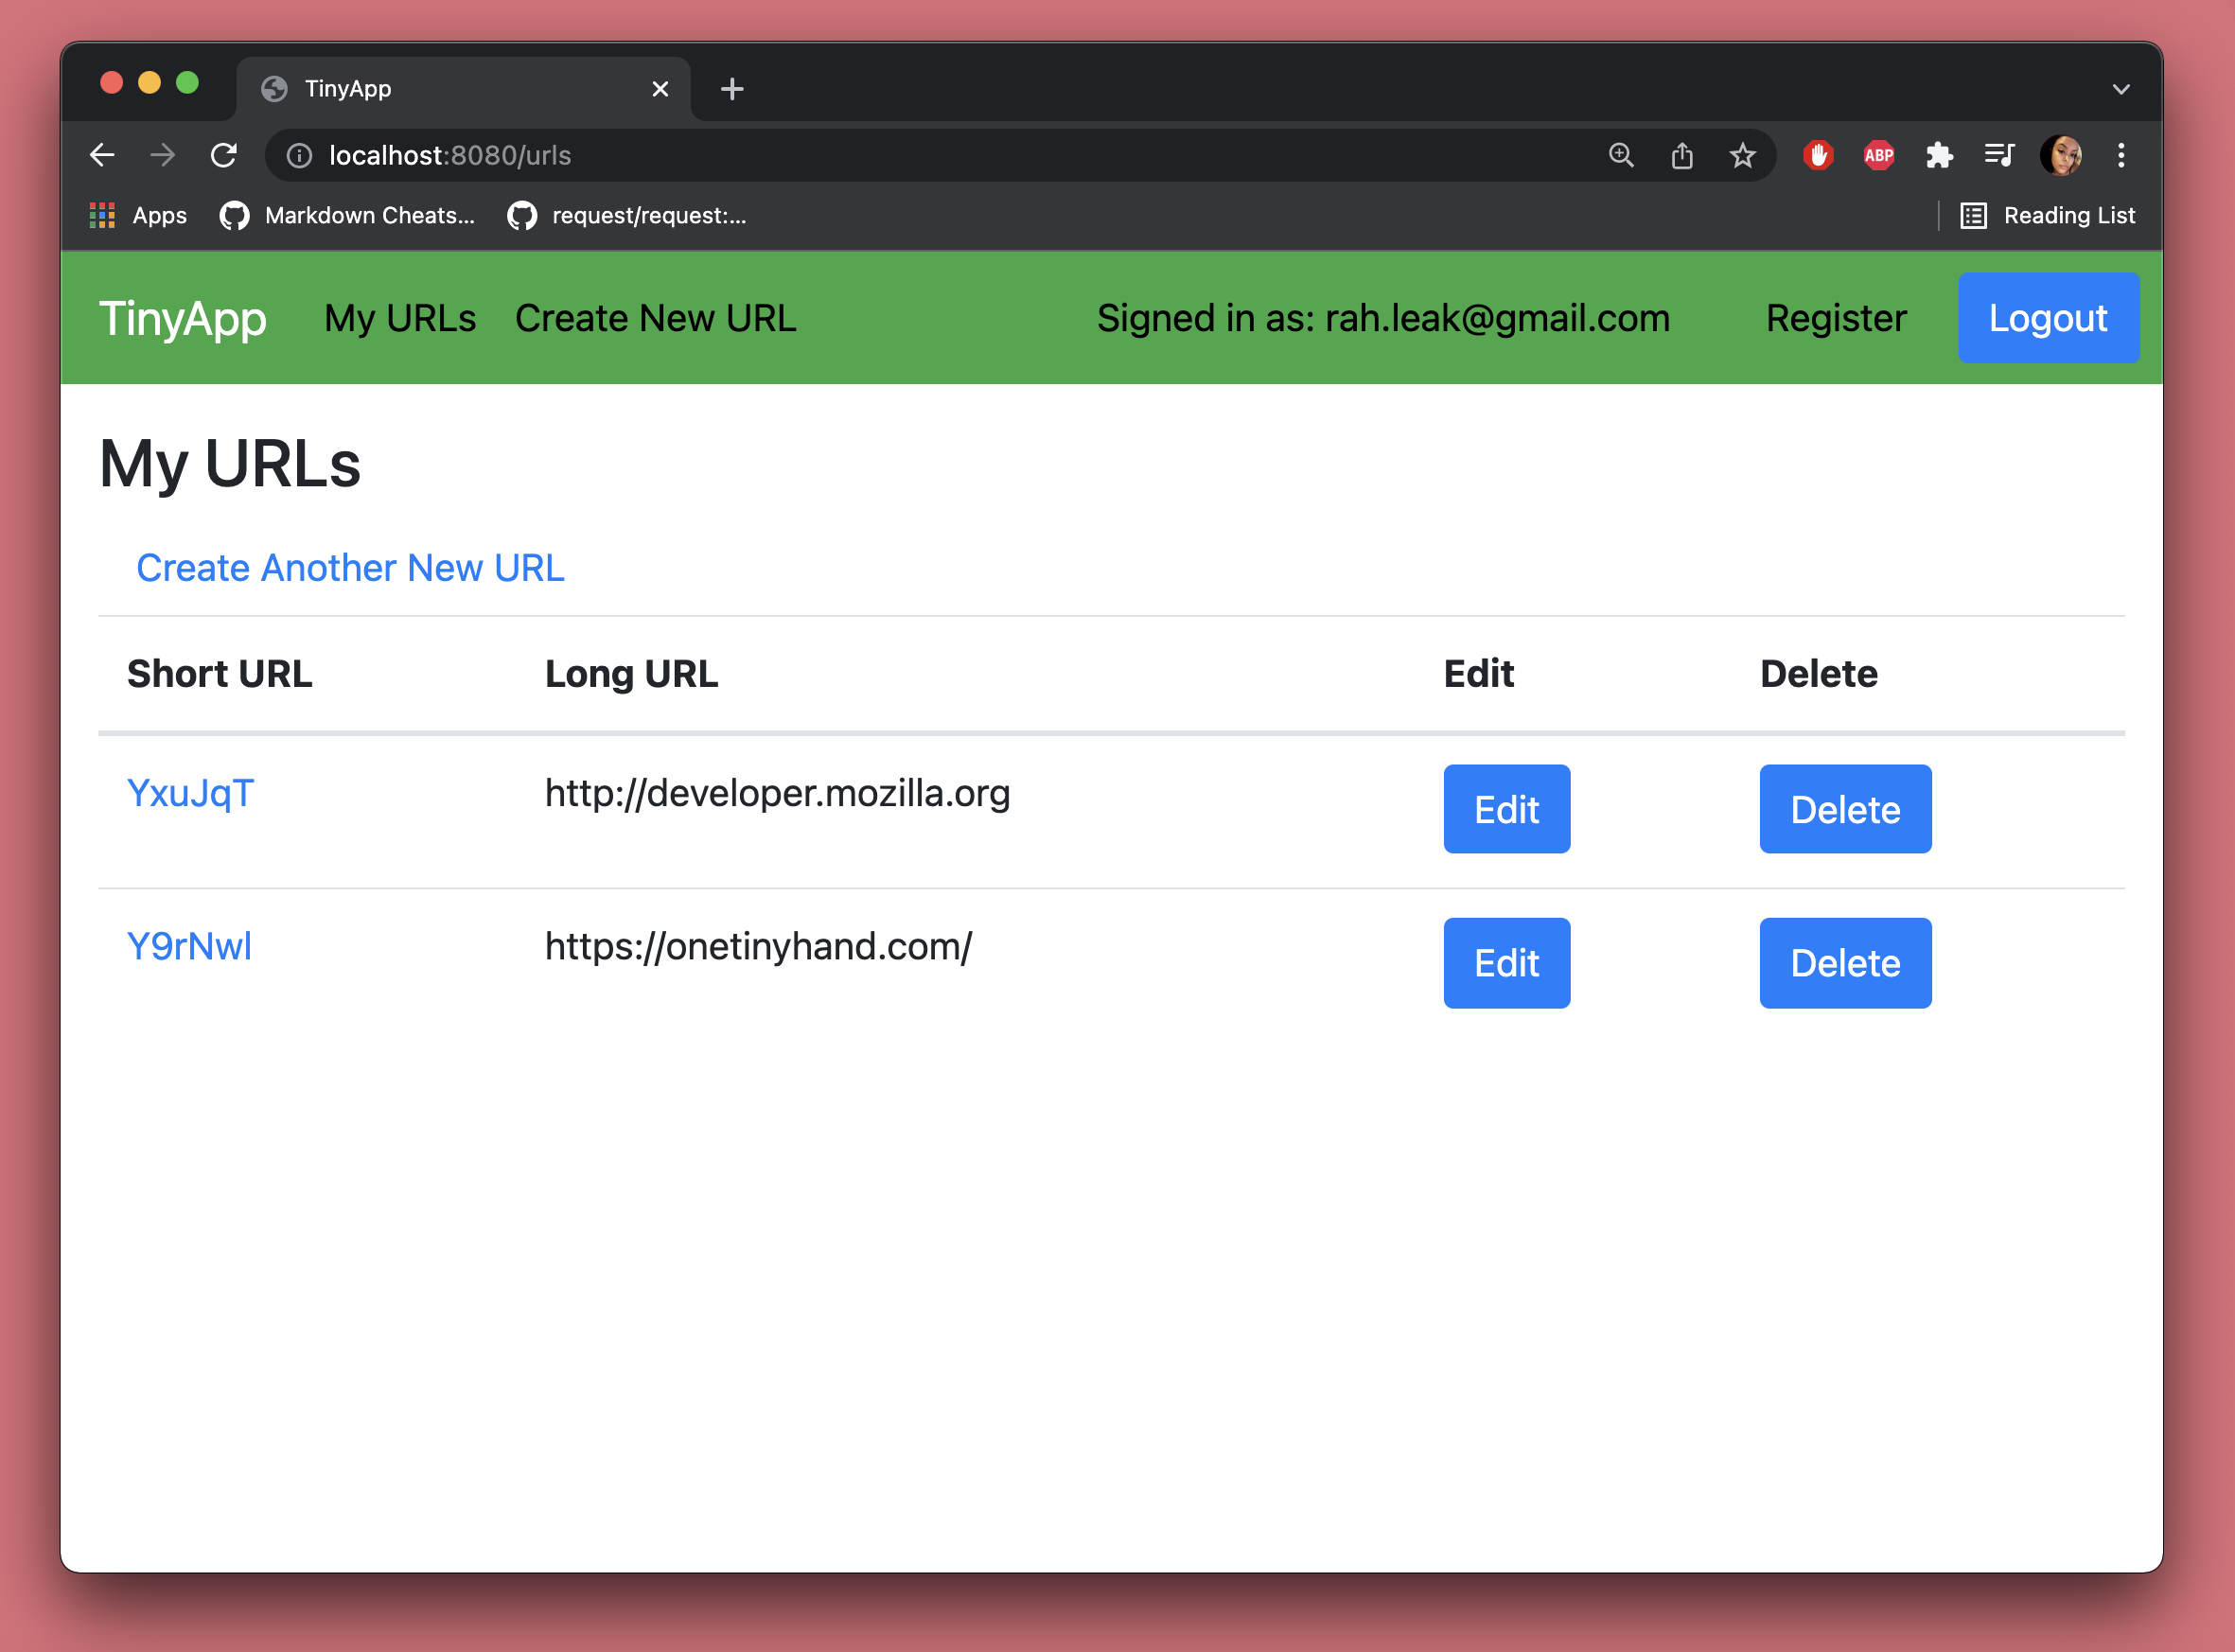 TinyApp
localhost:8080/urls
ABP
Apps Markdown Cheats... request/request:... Reading List
TinyApp My URLs Create New URL Signed in as: rah.leak@gmail.com Register Logout
My URLs
Create Another New URL
Short URL Long URL Edit Delete
YxuJqT http://developer.mozilla.org Edit Delete
Y9rNwl https://onetinyhand.com/ Edit Delete